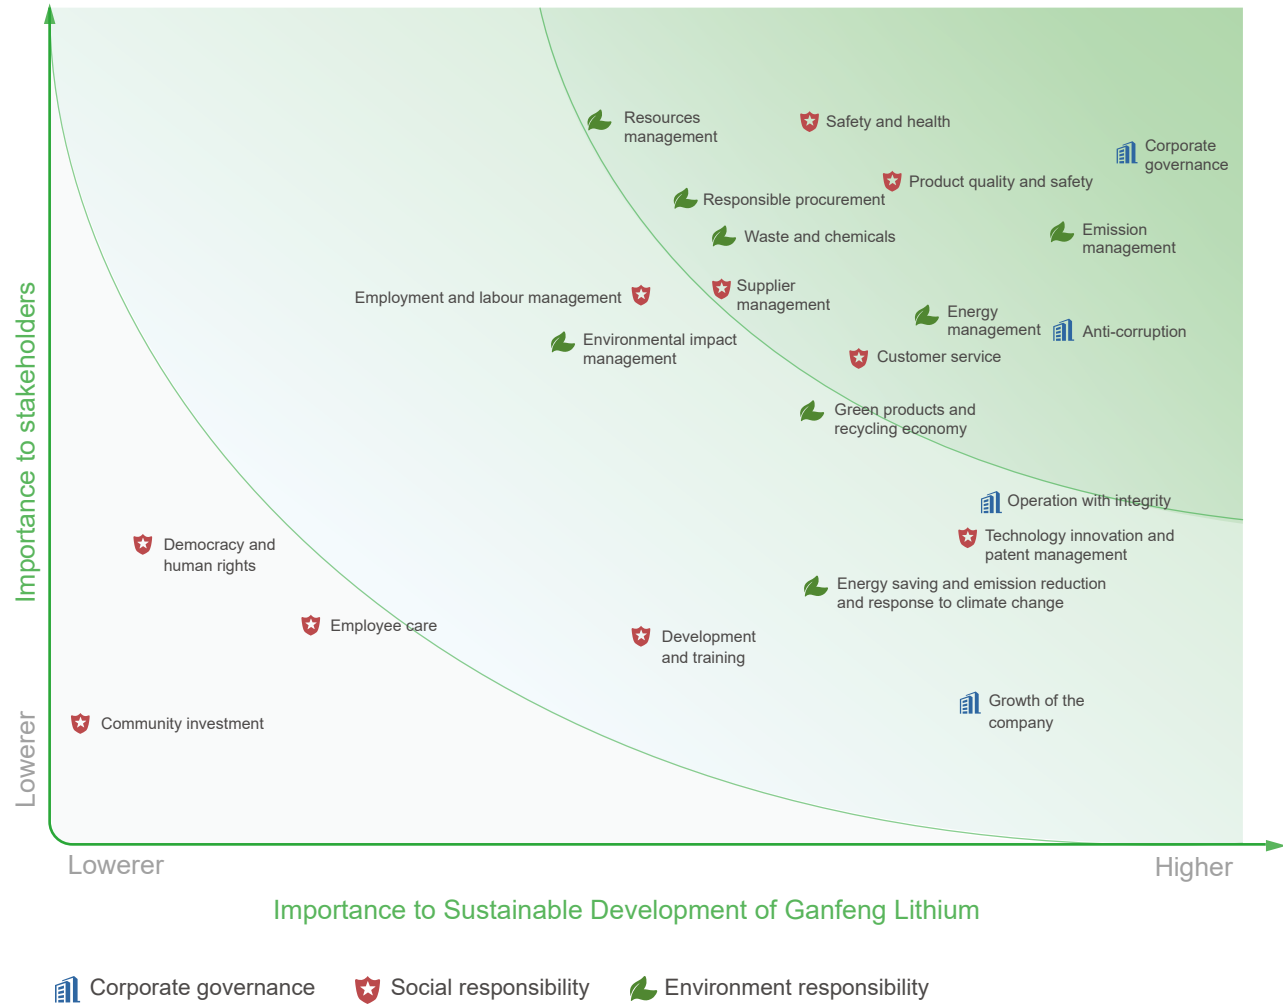 Resources
management
Safety and health
Corporate
governance
Product quality and safety
Responsible procurement
Waste and chemicals
Emission
management
Employment and labour management
Supplier
management
Energy
management
Anti-corruption
Environmental impact
management
Customer service
Green products and
recycling economy
Operation with integrity
Technology innovation and
patent management
Democracy and
human rights
Energy saving and emission reduction
and response to climate change
Employee care
Development
and training
Growth of the
company
Community investment
Importance to stakeholders
Lowerer
Lowerer
Higher
Importance to Sustainable Development of Ganfeng Lithium
Corporate governance
Social responsibility
Environment responsibility